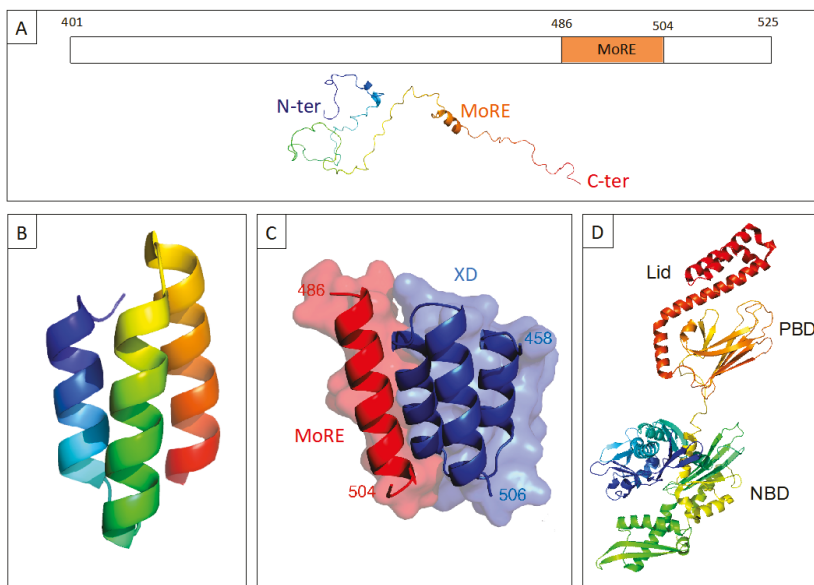 A
401
486
504
525
MoRE
N-ter
MoRE
C-ter
B
C
XD
486
458
MoRE
504
506
D
Lid
PBD
NBD